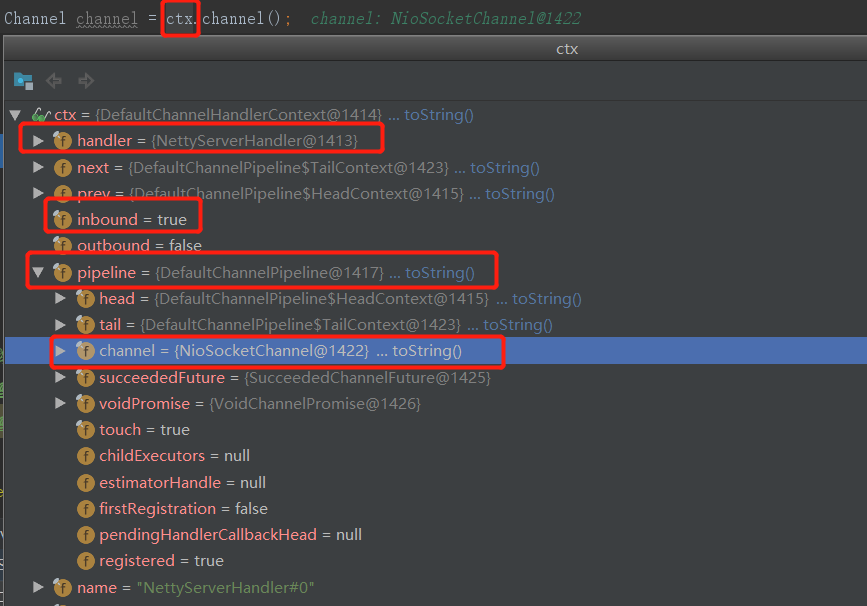 Channel channel = ctx.channel();  channel: NioSocketChannel@1422
ctx
ctx = {DefaultChannelHandlerContext@1414} ... toString()
handler = {NettyServerHandler@1413}
next = {DefaultChannelPipeline$TailContext@1423} ... toString()
prev = {DefaultChannelPipeline$HeadContext@1415} ... toString()
inbound = true
outbound = false
pipeline = {DefaultChannelPipeline@1417} ... toString()
head = {DefaultChannelPipeline$HeadContext@1415} ... toString()
tail = {DefaultChannelPipeline$TailContext@1423} ... toString()
channel = {NioSocketChannel@1422} ... toString()
succeededFuture = {SucceededChannelFuture@1425}
voidPromise = {VoidChannelPromise@1426}
touch = true
childExecutors = null
estimatorHandle = null
firstRegistration = false
pendingHandlerCallbackHead = null
registered = true
name = "NettyServerHandler#0"